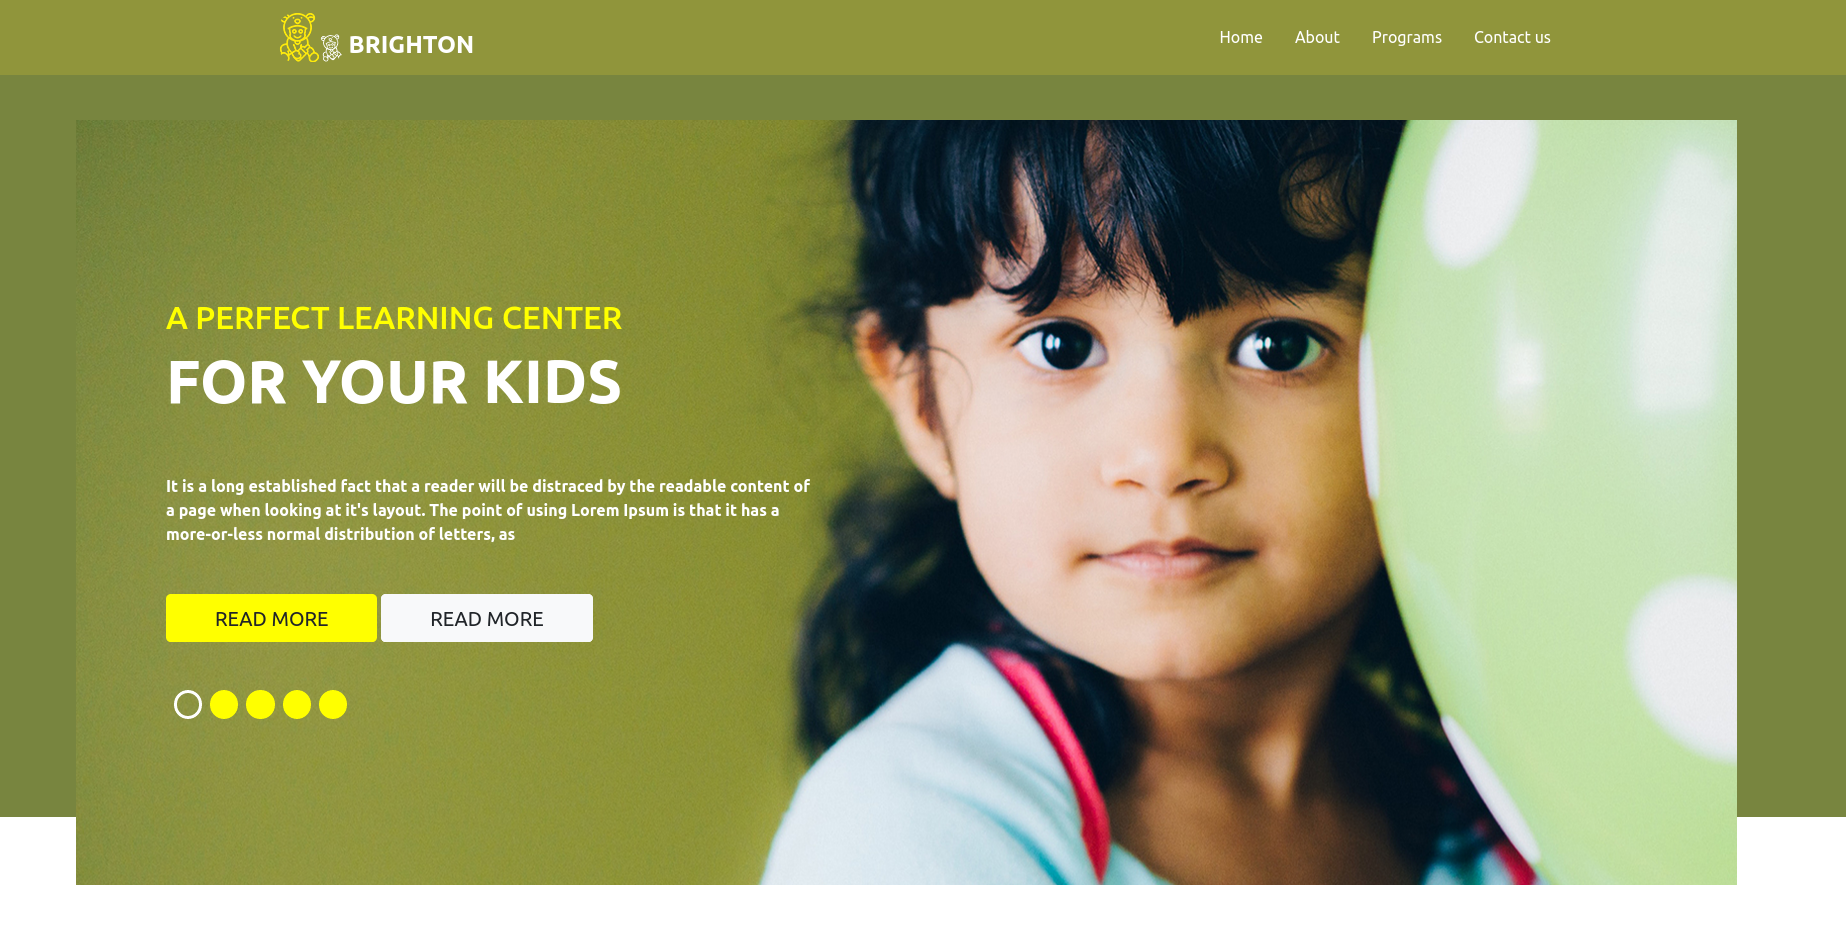 BRIGHTON
Home About Programs Contact us
A PERFECT LEARNING CENTER
FOR YOUR KIDS
It is a long established fact that a reader will be distraced by the readable content of
a page when looking at it's layout. The point of using Lorem Ipsum is that it has a
more-or-less normal distribution of letters, as
READ MORE READ MORE